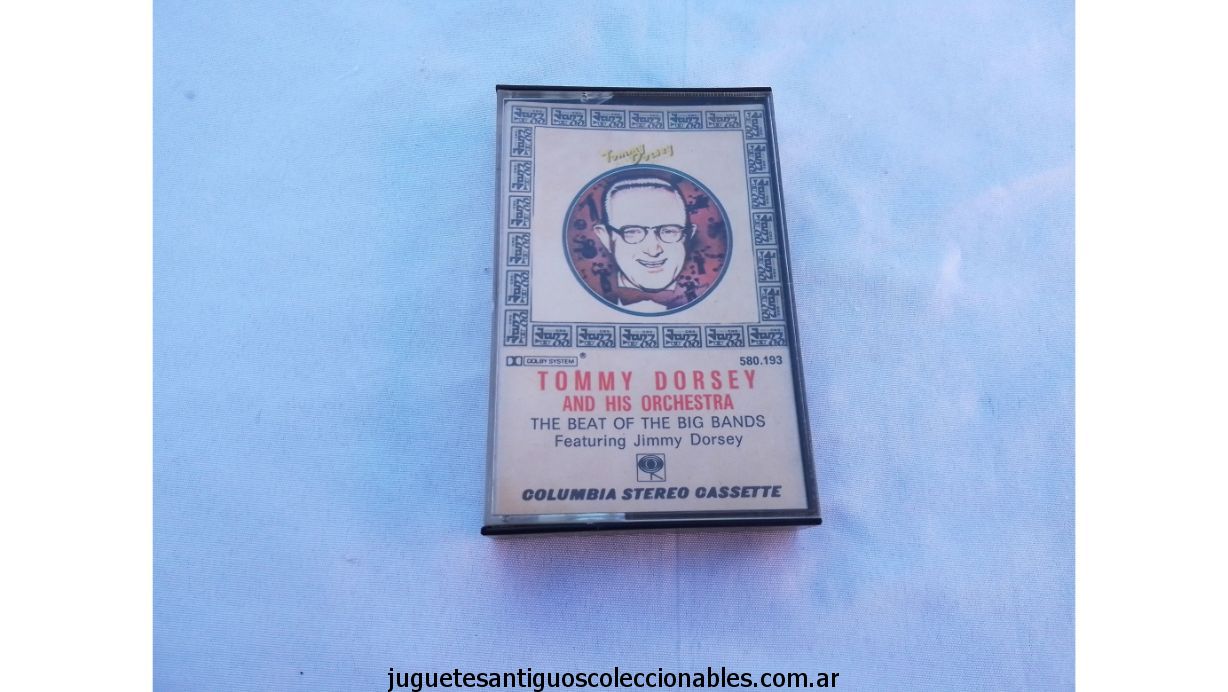 Tommy
Dorsey
DOLBY SYSTEM ®
580.193
TOMMY DORSEY
AND HIS ORCHESTRA
THE BEAT OF THE BIG BANDS
Featuring Jimmy Dorsey
COLUMBIA STEREO CASSETTE
juguetesantiguoscoleccionables.com.ar